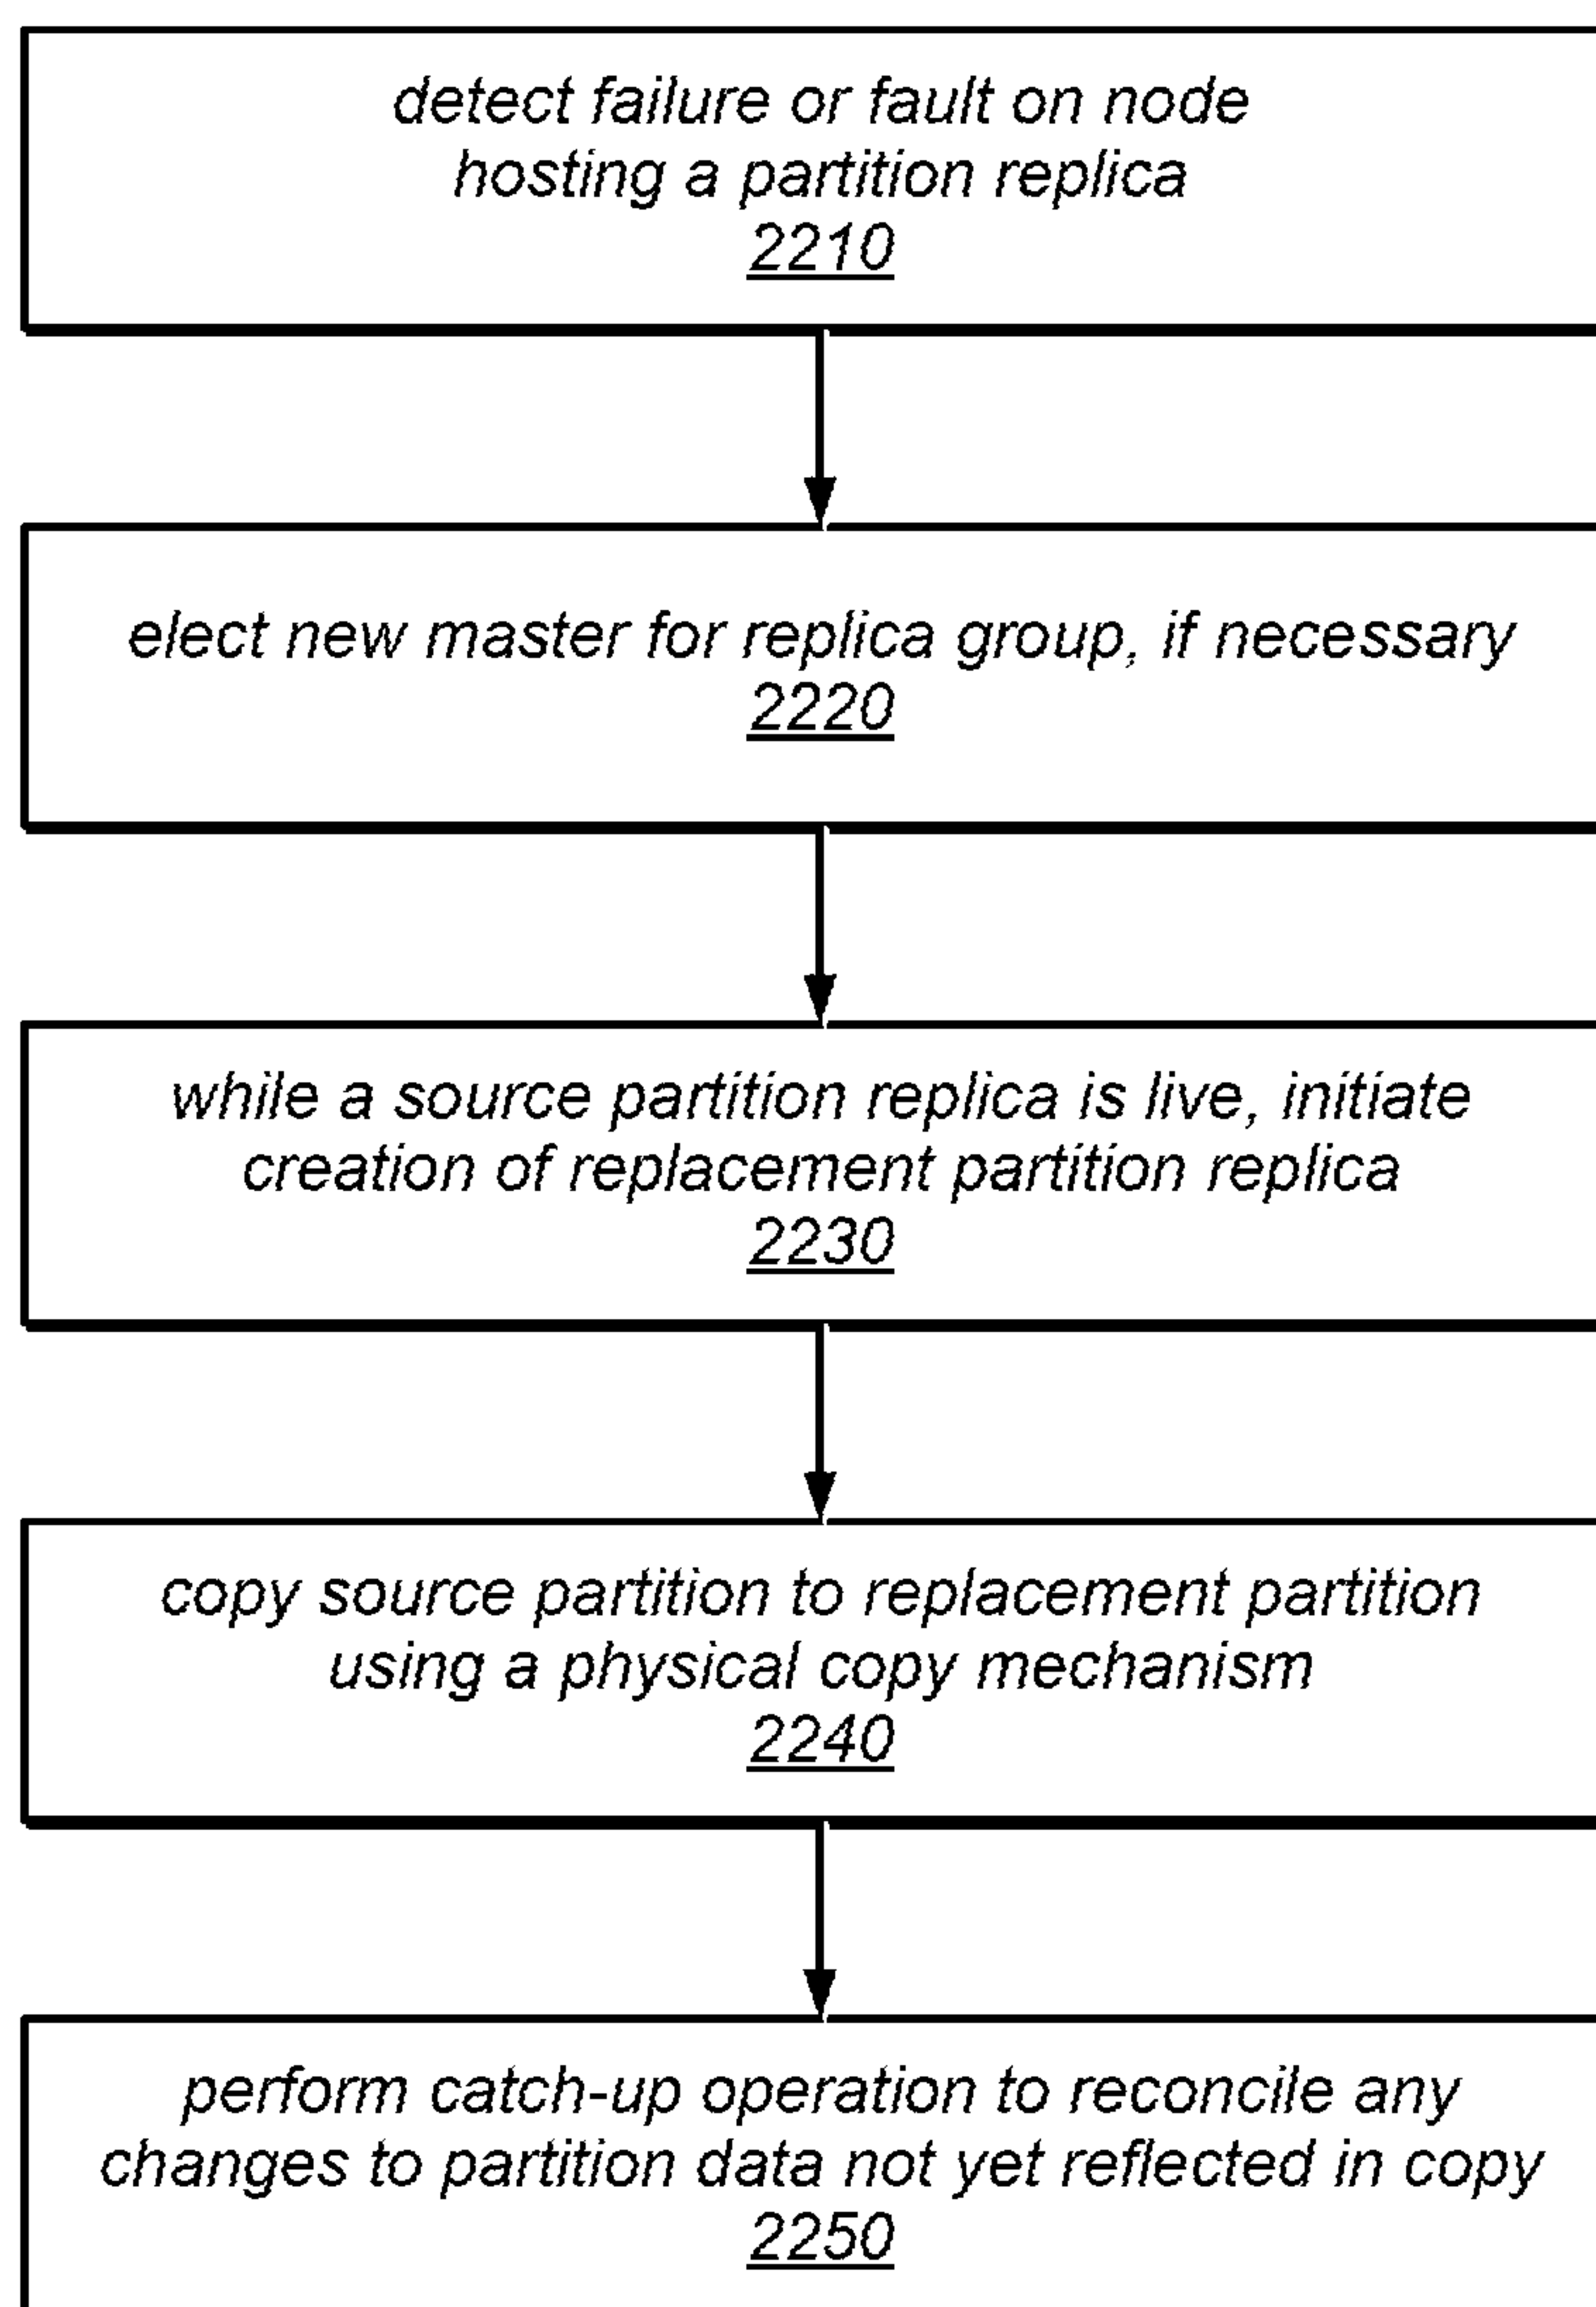 detect failure or fault on node
hosting a partition replica
2210
elect new master for replica group, if necessary
2220
while a source partition replica is live, initiate
creation of replacement partition replica
2230
copy source partition to replacement partition
using a physical copy mechanism
2240
perform catch-up operation to reconcile any
changes to partition data not yet reflected in copy
2250